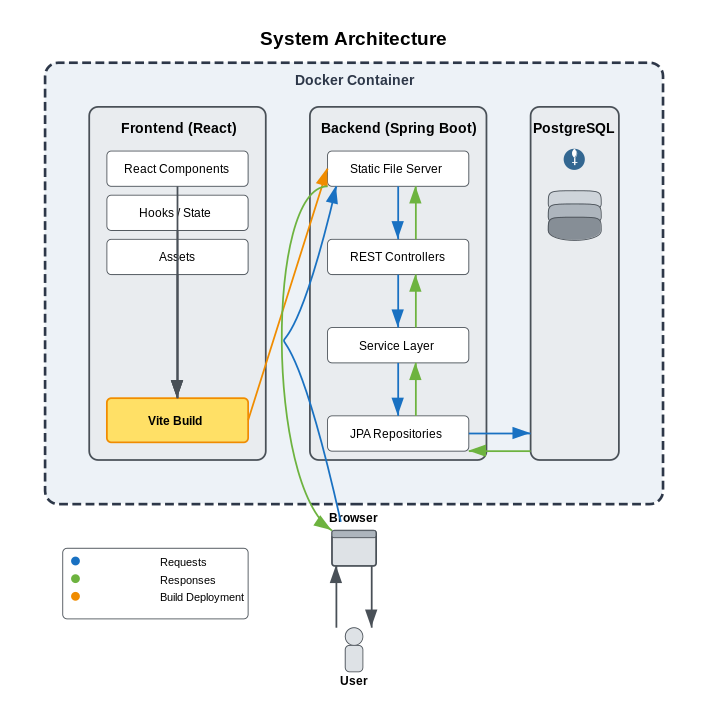 System Architecture
Docker Container
Frontend (React)
React Components
Hooks / State
Assets
Vite Build
Backend (Spring Boot)
Static File Server
REST Controllers
Service Layer
JPA Repositories
PostgreSQL
Browser
User
Requests
Responses
Build Deployment